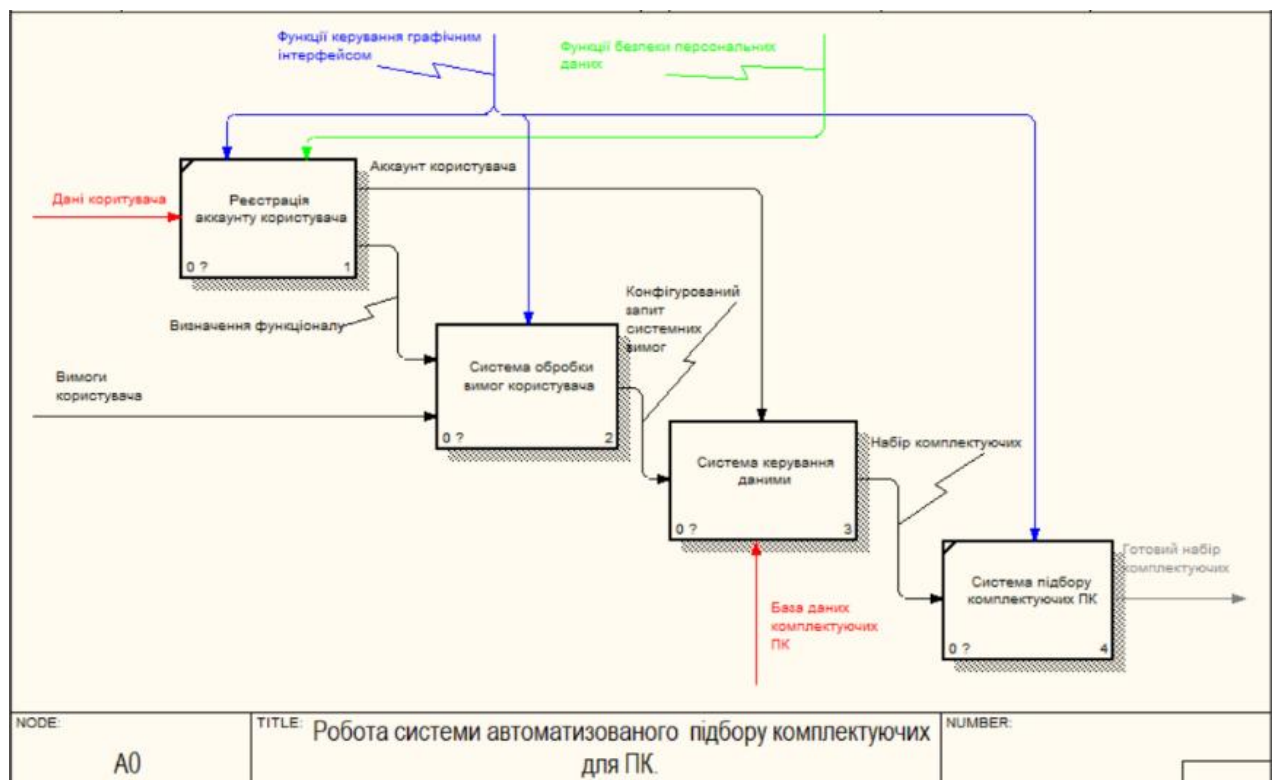 Функції керування графічним
інтерфейсом
Функції безпеки персональних
даних
Аккаунт користувача
Дані коритувача
Реєстрація
аккаунту користувача
0 ?
1
Визначення функціоналу
Конфігурований
запит
системних
вимог
Вимоги
користувача
Система обробки
вимог користувача
0 ?
2
Набір комплектуючих
Система керування
даними
0 ?
3
Готовий набір
комплектуючих
Система підбору
комплектуючих ПК
0 ?
4
База даних
комплектуючих
ПК
NODE:
A0
TITLE:
Робота системи автоматизованого підбору комплектуючих
для ПК.
NUMBER: